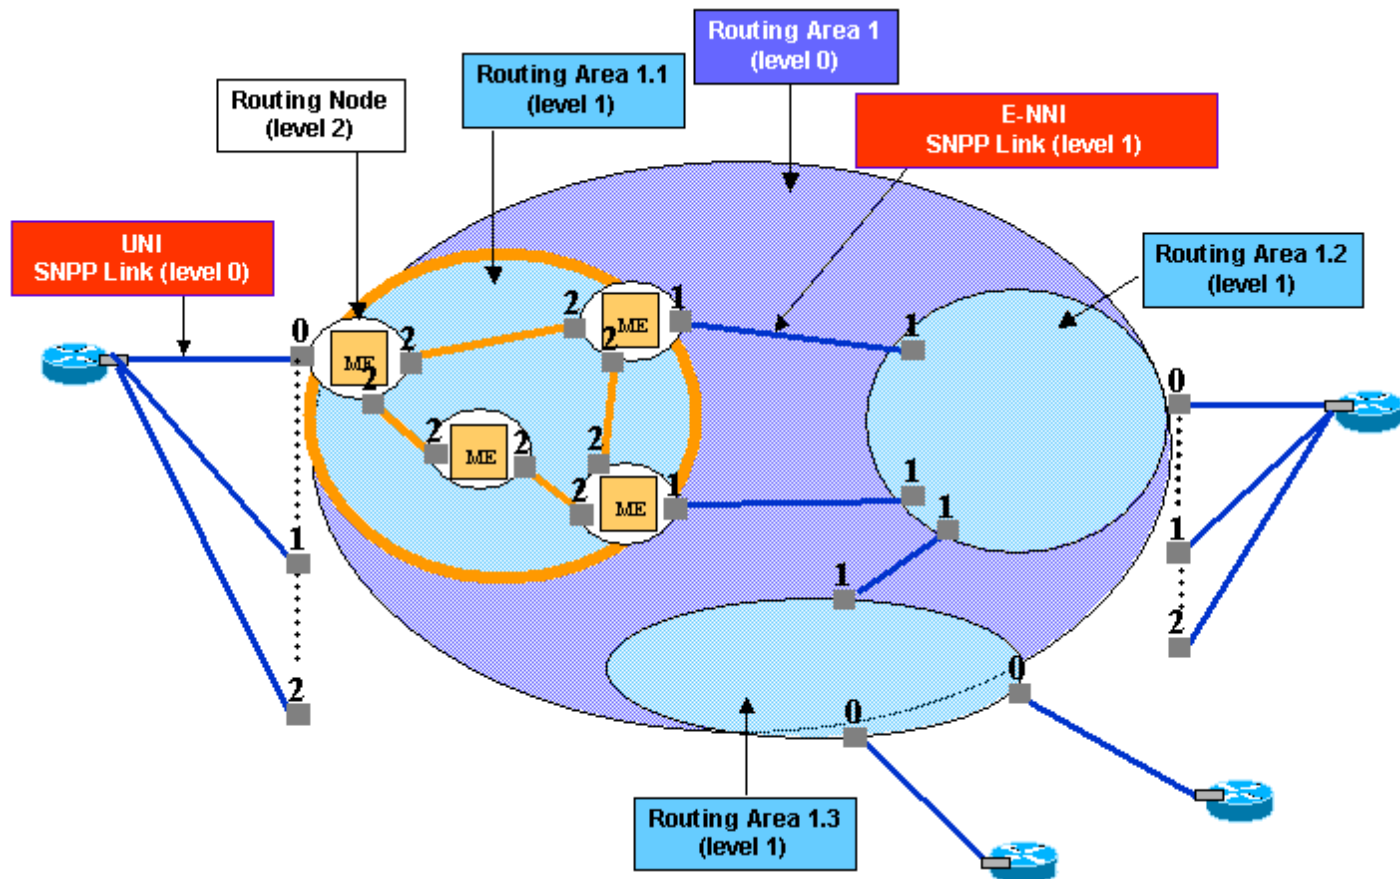 Routing Area 1
(level 0)
Routing Area 1.1
(level 1)
Routing Node
(level 2)
E-NNI
SNPP Link (level 1)
UNI
SNPP Link (level 0)
Routing Area 1.2
(level 1)
2
1
2
ME
0
2
1
ME
2
2
0
2
2
ME
2
1
2
1
1
ME
1
1
1
2
2
0
0
Routing Area 1.3
(level 1)